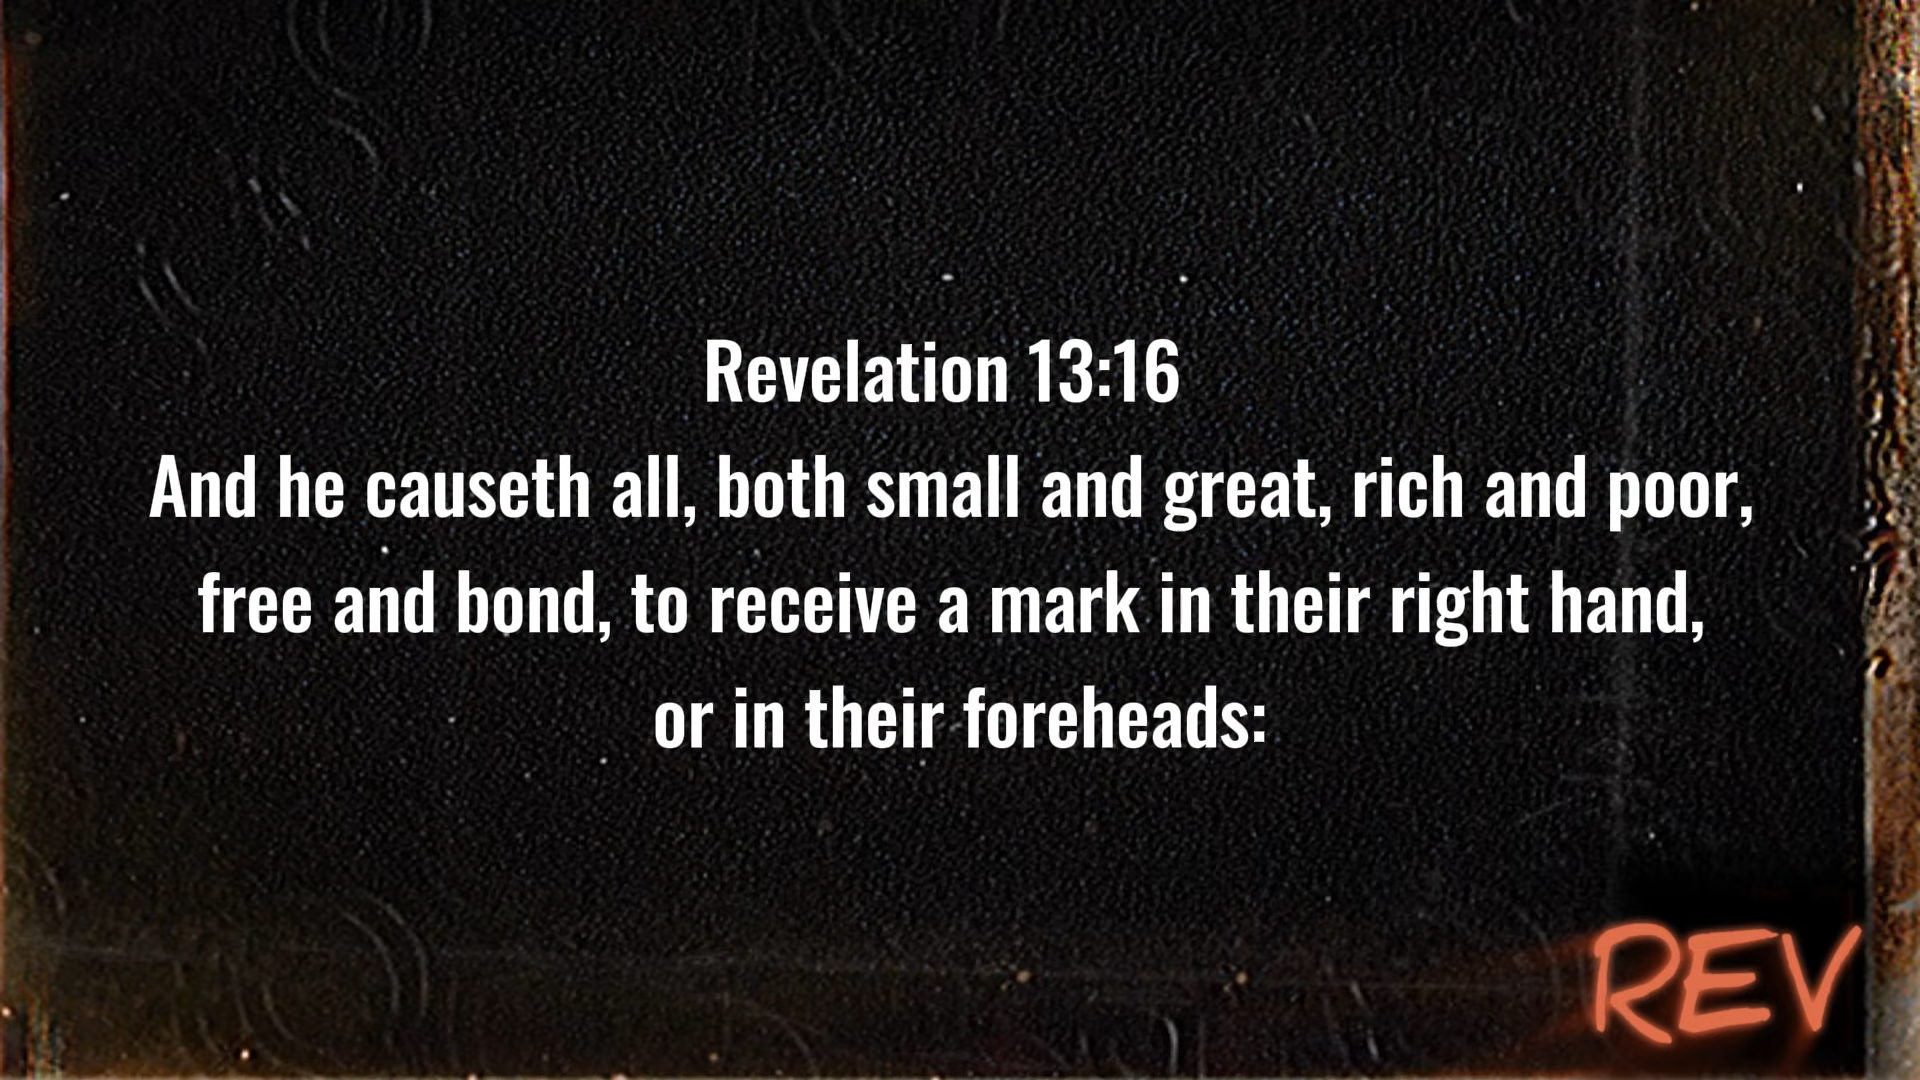 Revelation 13:16
And he causeth all, both small and great, rich and poor,
free and bond, to receive a mark in their right hand,
or in their foreheads:
REV